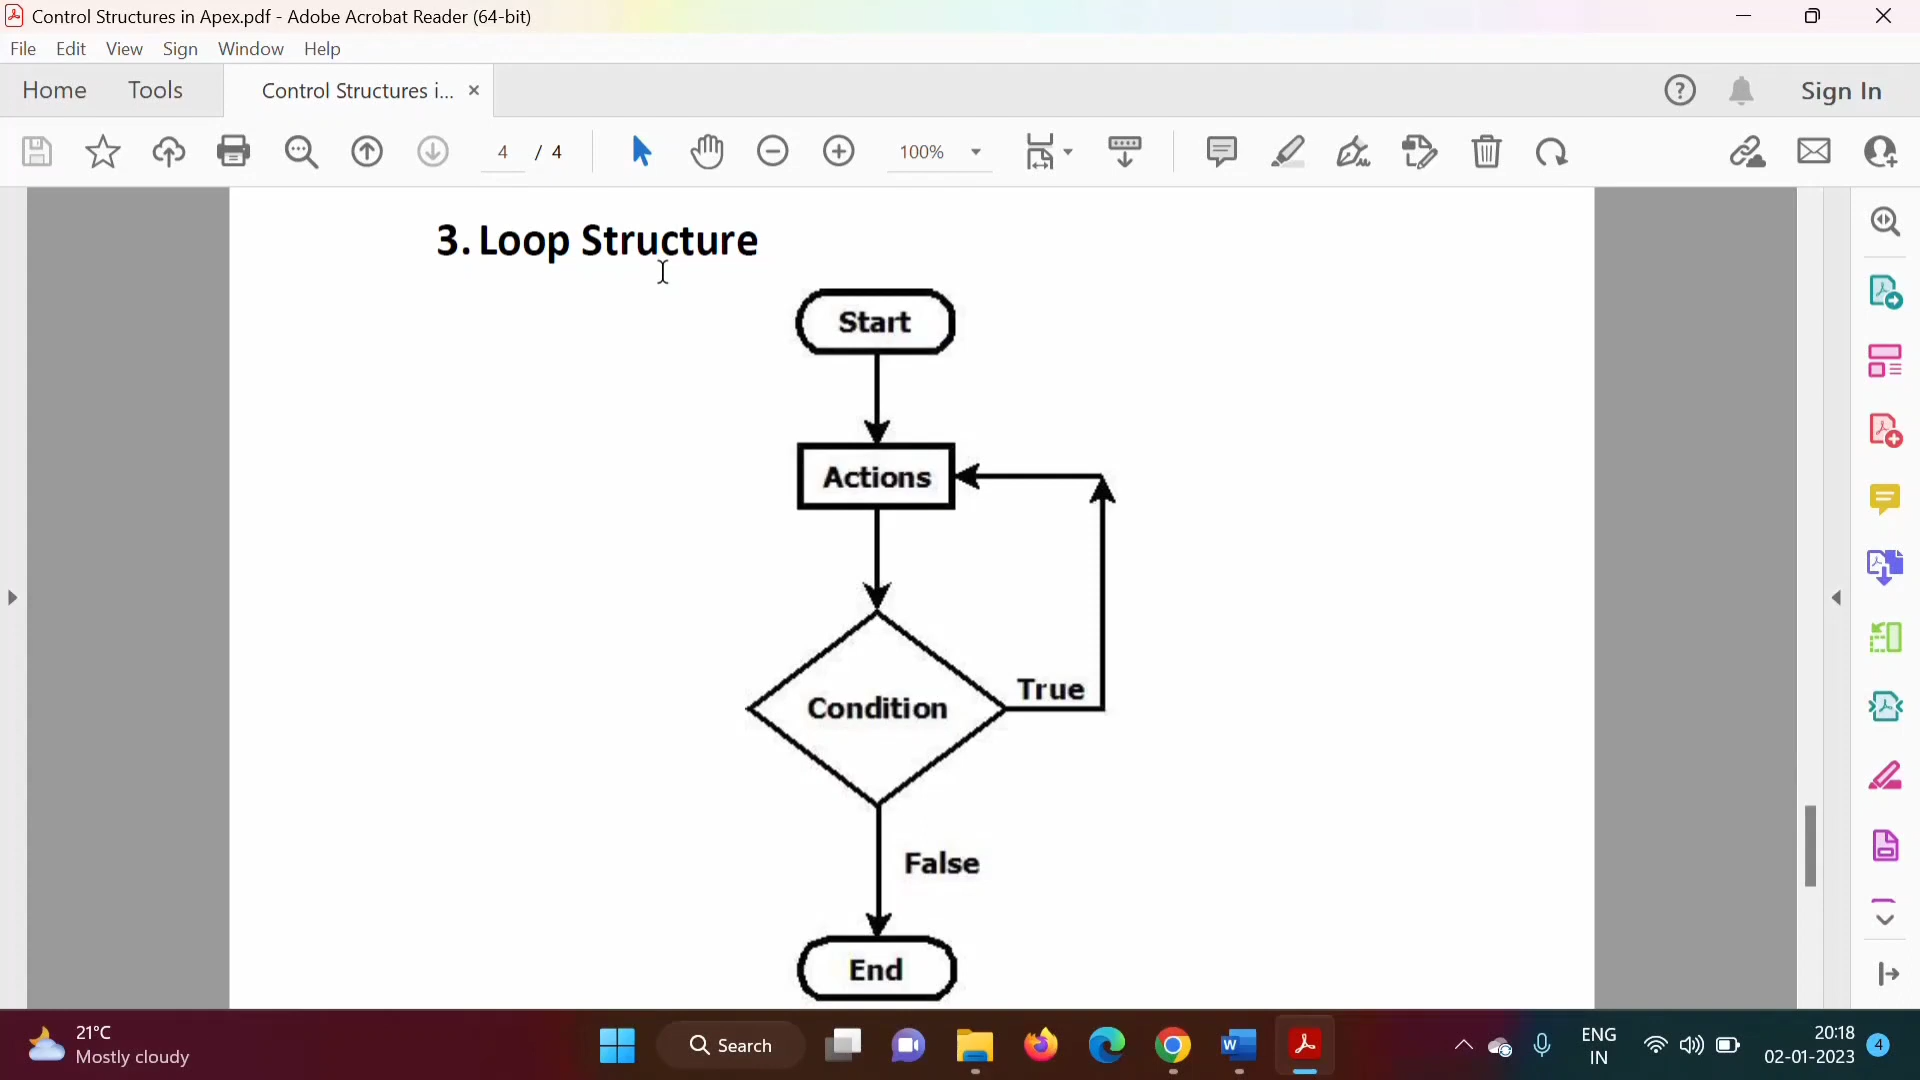 Control Structures in Apex.pdf - Adobe Acrobat Reader (64-bit)
File Edit View Sign Window Help
Home Tools Control Structures i... Sign In
4 / 4 100%
3. Loop Structure
Start
Actions
True
Condition
False
End
21°C
Mostly cloudy
Search
ENG
IN
20:18
02-01-2023
4